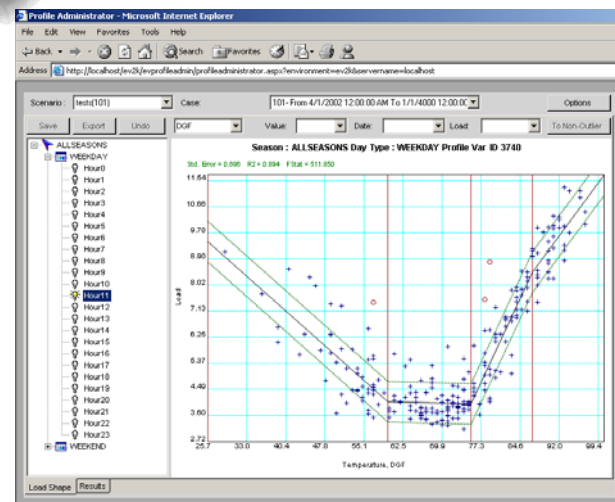 Profile Administrator - Microsoft Internet Explorer
File Edit View Favorites Tools Help
Back Search Favorites
Address http://localhost/ev2k/evprofileadmin/profileadministrator.aspx?environment=ev2k&servername=localhost
Scenario: tests(101) Case: 101- From 4/1/2002 12:00:00 AM To 1/1/4000 12:00:0( Options
Save Export Undo DGF Value: Date: Load: To Non-Outlier
ALLSEASONS
WEEKDAY
Hour0
Hour1
Hour2
Hour3
Hour4
Hour5
Hour6
Hour7
Hour8
Hour9
Hour10
Hour11
Hour12
Hour13
Hour14
Hour15
Hour16
Hour17
Hour18
Hour19
Hour20
Hour21
Hour22
Hour23
WEEKEND
Season : ALLSEASONS Day Type : WEEKDAY Profile Var ID 3740
Std. Error = 0.696 R2 = 0.894 F Stat = 511.850
11.54
10.66
9.78
8.90
8.02
7.13
6.25
5.37
4.49
3.60
2.72
Load
25.7 33.0 40.4 47.8 55.1 62.5 69.9 77.3 84.6 92.0 99.4
Temperature, DGF
Load Shape Results